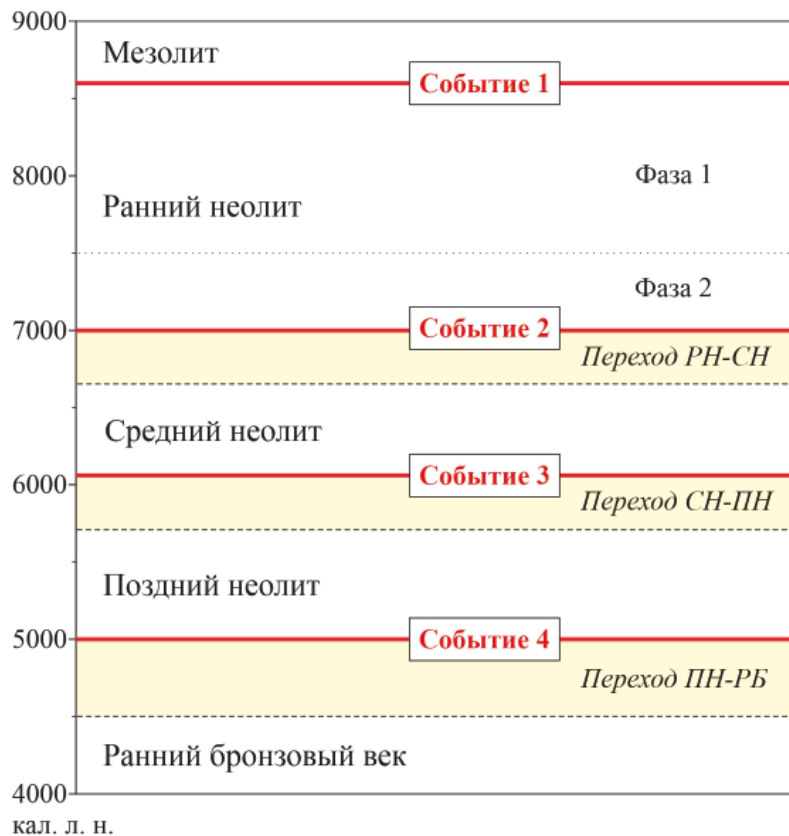 9000
Мезолит
Событие 1
8000
Фаза 1
Ранний неолит
Фаза 2
7000
Событие 2
Переход РН-СН
Средний неолит
Событие 3
6000
Переход СН-ПН
Поздний неолит
5000
Событие 4
Переход ПН-РБ
Ранний бронзовый век
4000
кал. л. н.